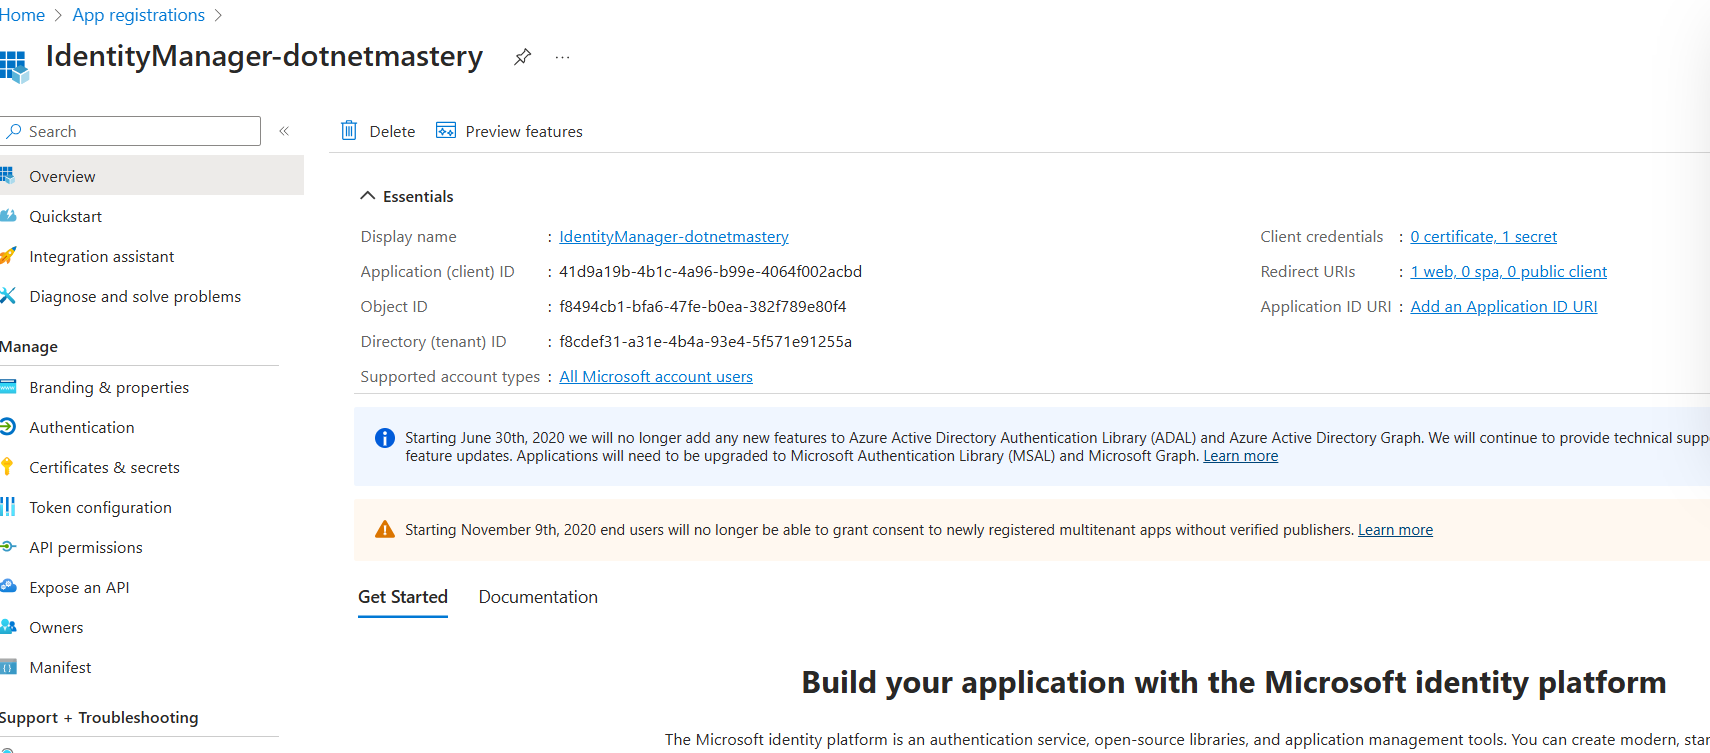 Home > App registrations >
IdentityManager-dotnetmastery ...
Search «
Delete Preview features
Overview
Quickstart
Integration assistant
Diagnose and solve problems
Manage
Branding & properties
Authentication
Certificates & secrets
Token configuration
API permissions
Expose an API
Owners
Manifest
Support + Troubleshooting
Essentials
Display name : IdentityManager-dotnetmastery
Application (client) ID : 41d9a19b-4b1c-4a96-b99e-4064f002acbd
Object ID : f8494cb1-bfa6-47fe-b0ea-382f789e80f4
Directory (tenant) ID : f8cdef31-a31e-4b4a-93e4-5f571e91255a
Supported account types : All Microsoft account users
Client credentials : 0 certificate, 1 secret
Redirect URIs : 1 web, 0 spa, 0 public client
Application ID URI : Add an Application ID URI
Starting June 30th, 2020 we will no longer add any new features to Azure Active Directory Authentication Library (ADAL) and Azure Active Directory Graph. We will continue to provide technical supp
feature updates. Applications will need to be upgraded to Microsoft Authentication Library (MSAL) and Microsoft Graph. Learn more
Starting November 9th, 2020 end users will no longer be able to grant consent to newly registered multitenant apps without verified publishers. Learn more
Get Started Documentation
Build your application with the Microsoft identity platform
The Microsoft identity platform is an authentication service, open-source libraries, and application management tools. You can create modern, star